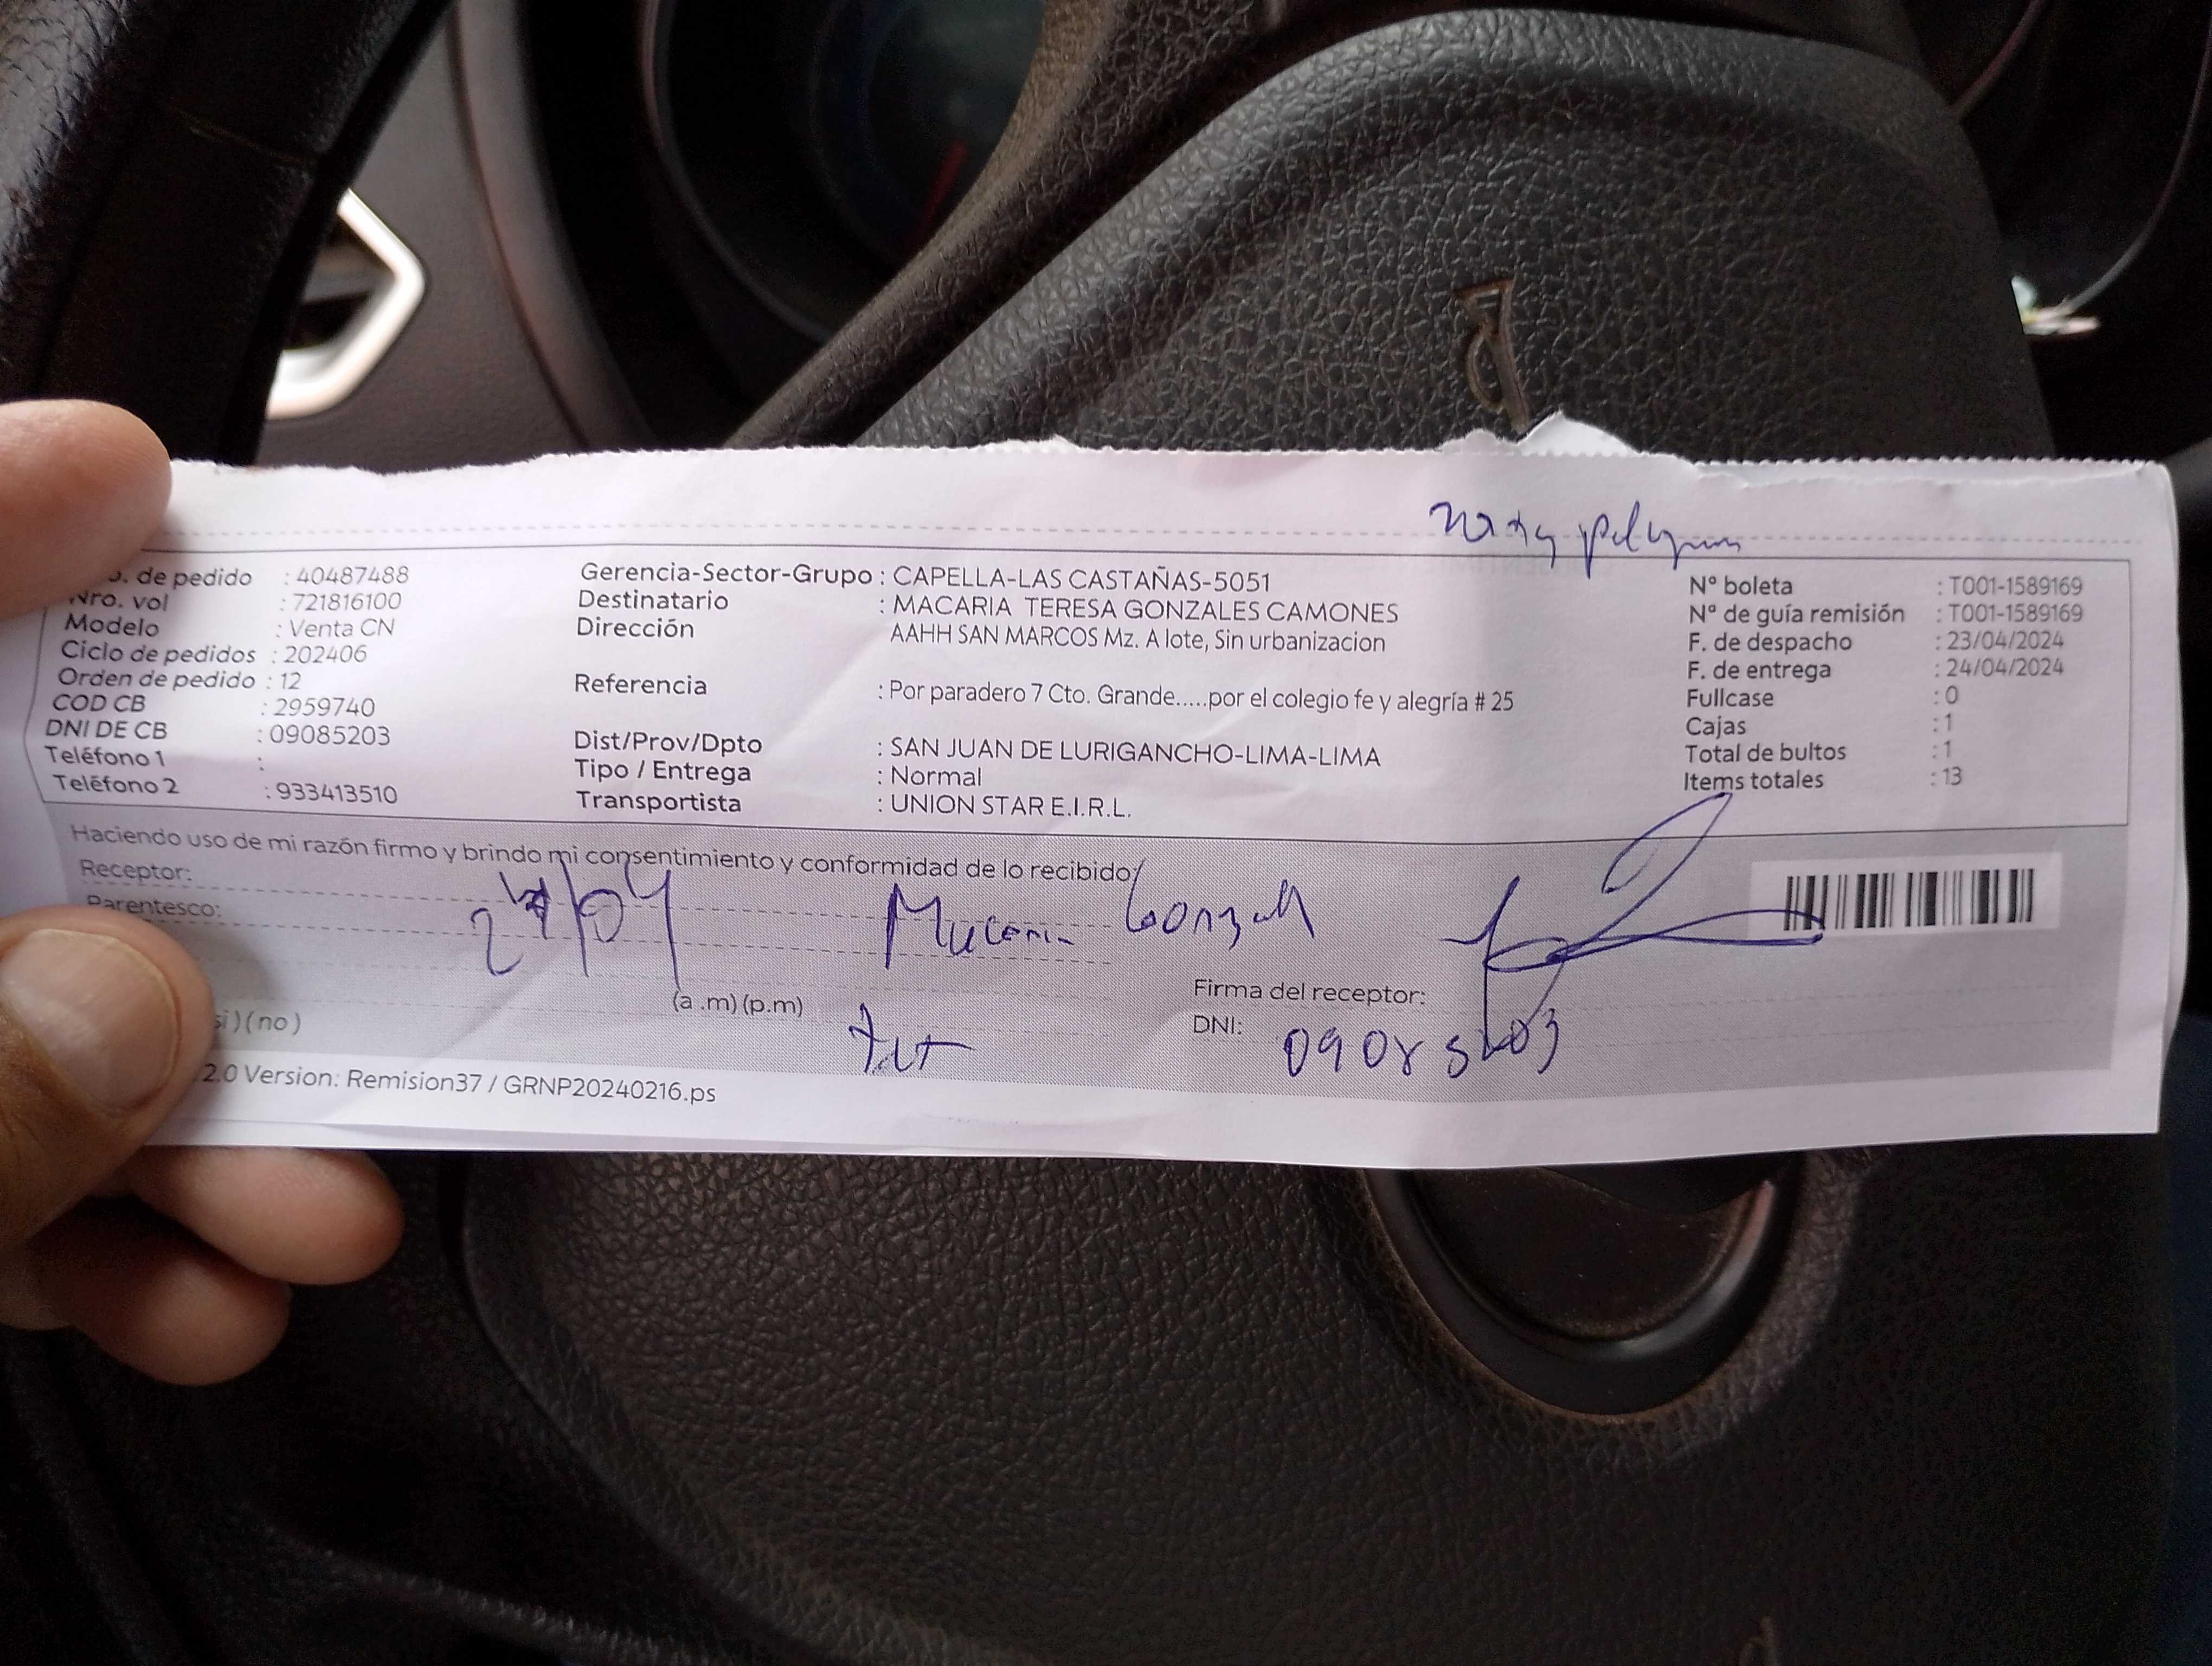 o. de pedido : 40487488
Nro. vol : 721816100
Modelo : Venta CN
Ciclo de pedidos : 202406
Orden de pedido : 12
COD CB : 2959740
DNI DE CB : 09085203
Teléfono 1 :
Teléfono 2 : 933413510
Gerencia-Sector-Grupo : CAPELLA-LAS CASTAÑAS-5051
Destinatario : MACARIA TERESA GONZALES CAMONES
Dirección AAHH SAN MARCOS Mz. A lote, Sin urbanizacion
Referencia : Por paradero 7 Cto. Grande.....por el colegio fe y alegría # 25
Dist/Prov/Dpto : SAN JUAN DE LURIGANCHO-LIMA-LIMA
Tipo / Entrega : Normal
Transportista : UNION STAR E.I.R.L.
Nº boleta : T001-1589169
Nº de guía remisión : T001-1589169
F. de despacho : 23/04/2024
F. de entrega : 24/04/2024
Fullcase : 0
Cajas : 1
Total de bultos : 1
Items totales : 13
Haciendo uso de mi razón firmo y brindo mi consentimiento y conformidad de lo recibido
Receptor:
Parentesco:
24/04
(a .m) (p.m)
Firma del receptor:
DNI: 09085203
si ) ( no )
2.0 Version: Remision37 / GRNP20240216.ps